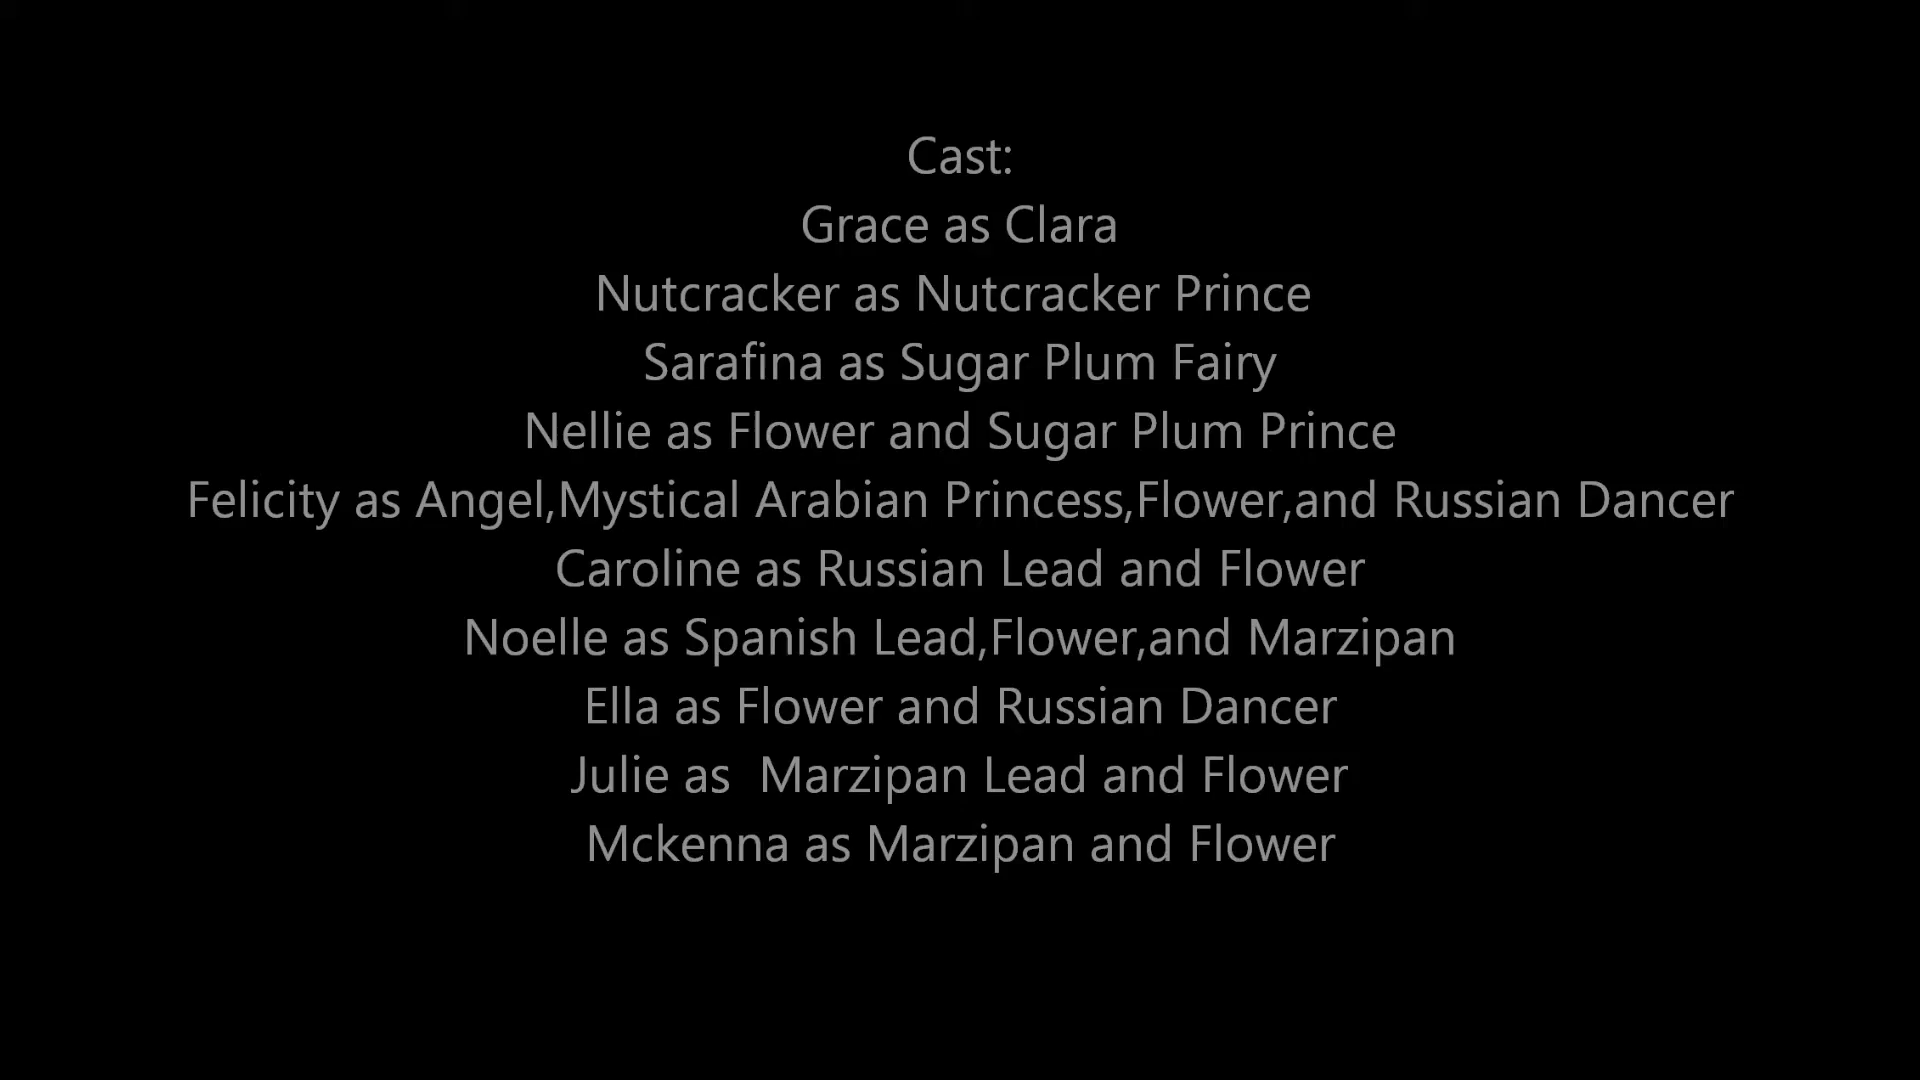 Cast:
Grace as Clara
Nutcracker as Nutcracker Prince
Sarafina as Sugar Plum Fairy
Nellie as Flower and Sugar Plum Prince
Felicity as Angel,Mystical Arabian Princess,Flower,and Russian Dancer
Caroline as Russian Lead and Flower
Noelle as Spanish Lead,Flower,and Marzipan
Ella as Flower and Russian Dancer
Julie as  Marzipan Lead and Flower
Mckenna as Marzipan and Flower